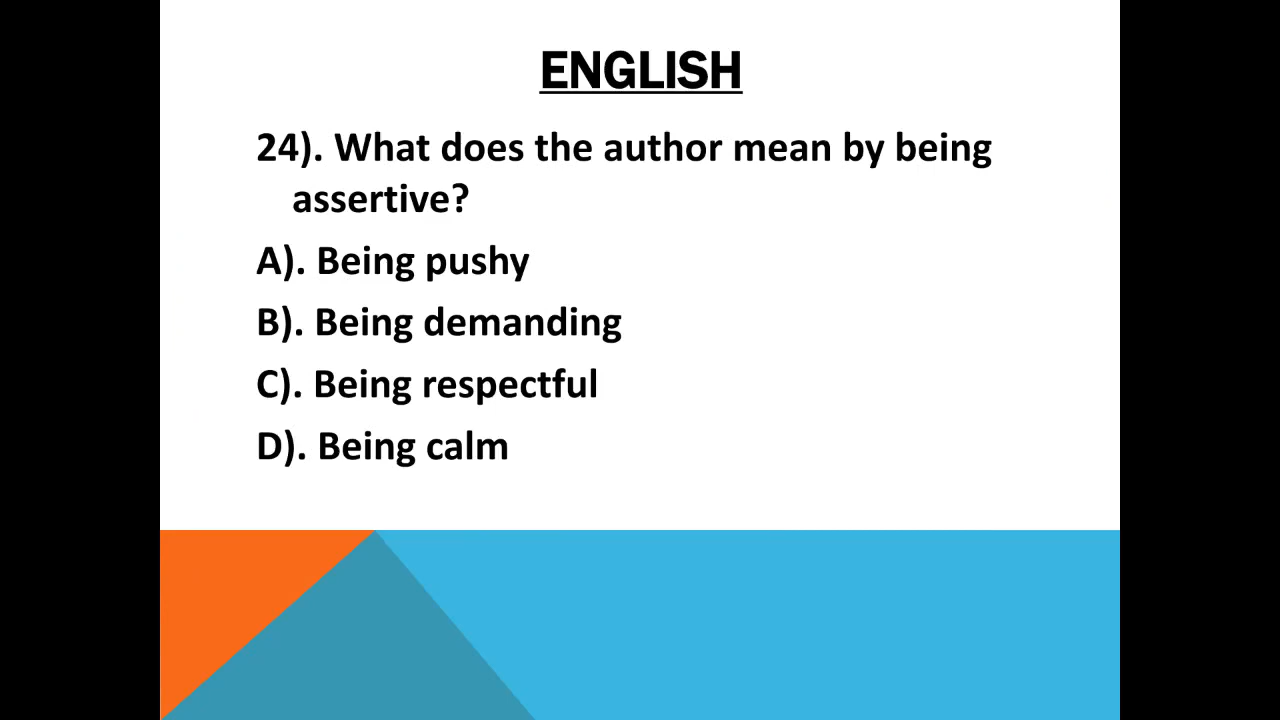 ENGLISH
24). What does the author mean by being
assertive?
A). Being pushy
B). Being demanding
C). Being respectful
D). Being calm